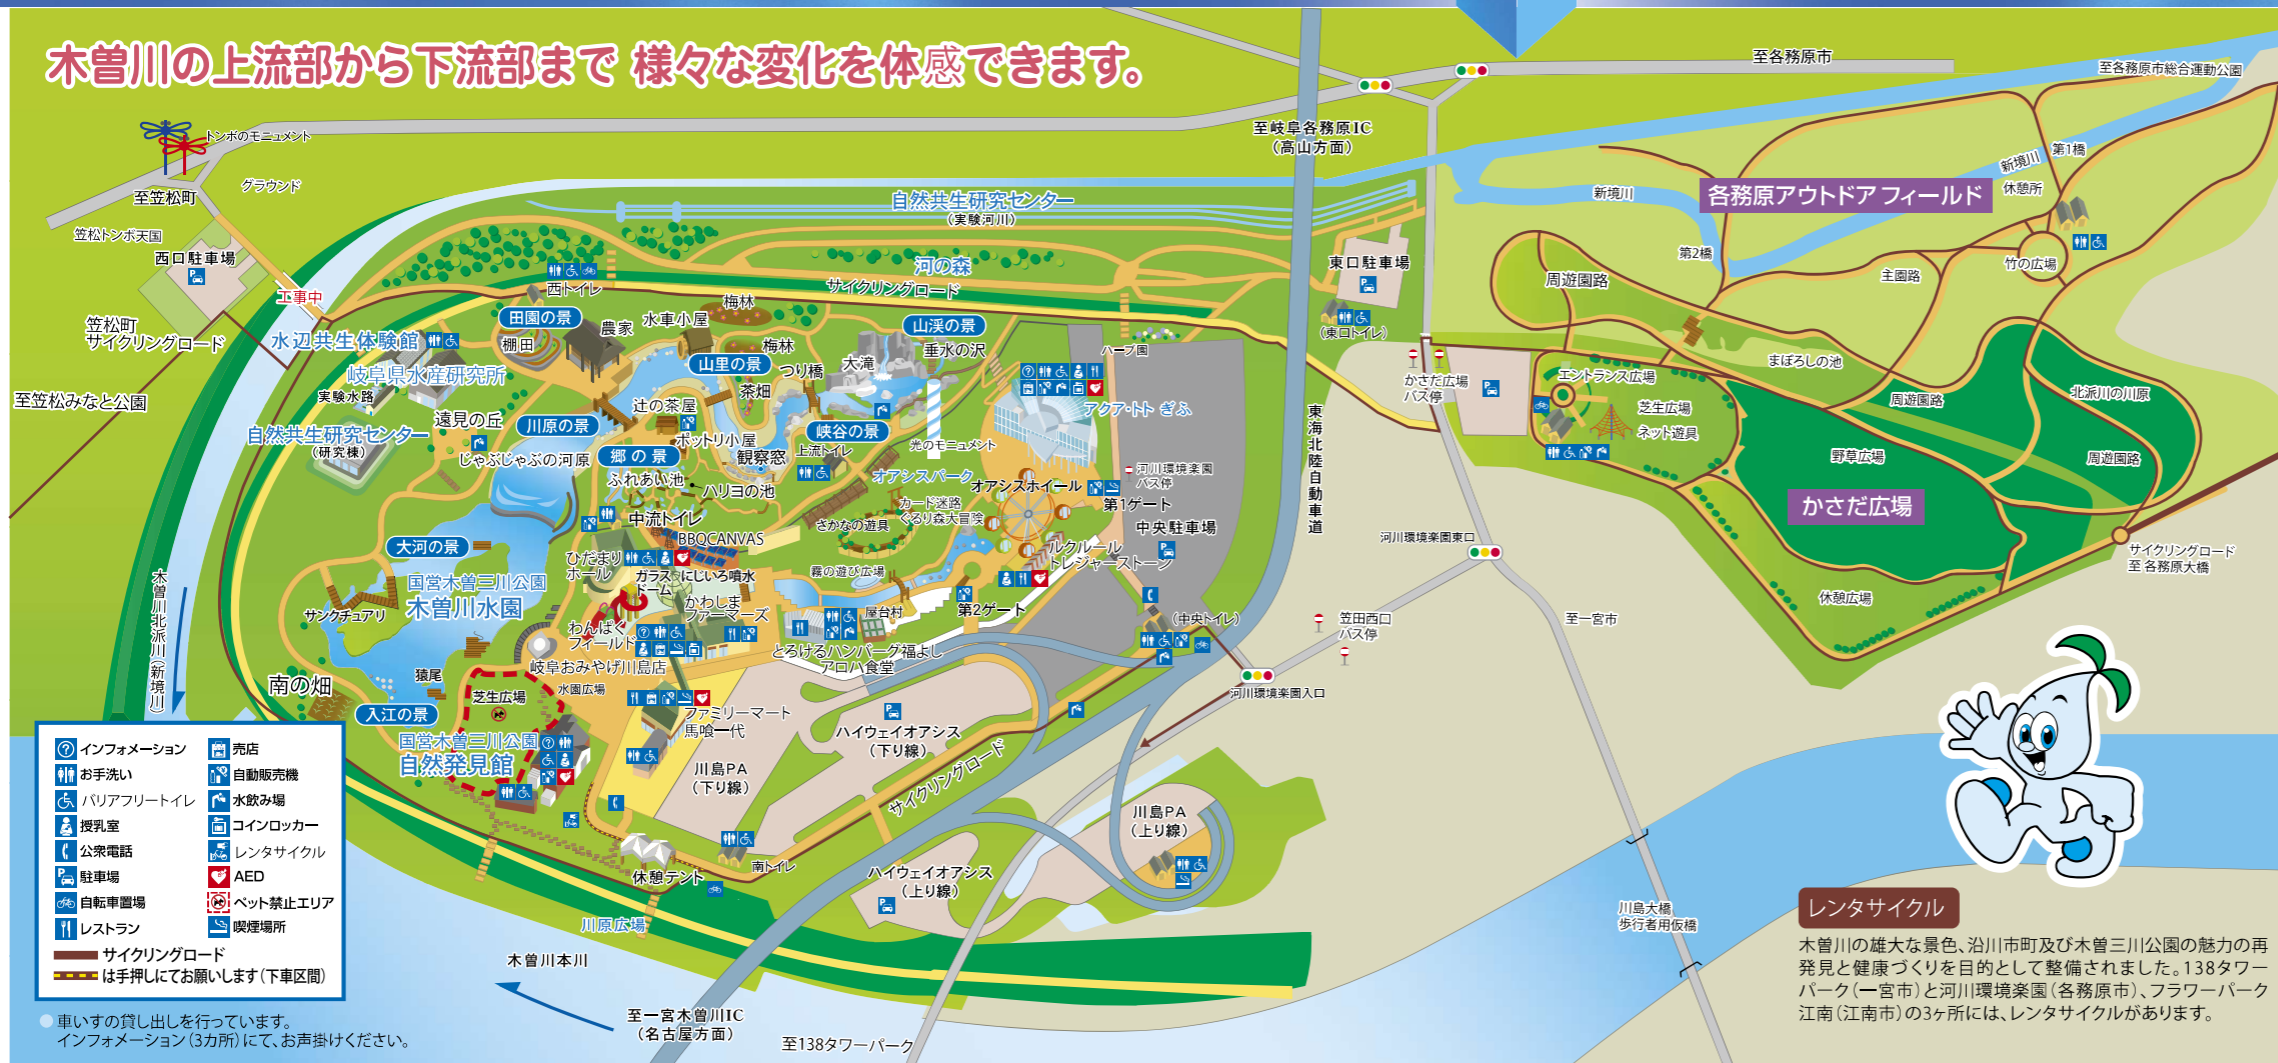 木曽川の上流部から下流部まで 様々な変化を体感できます。
至各務原市
至各務原市総合運動公園
トンボのモニュメント
至岐阜各務原IC
(高山方面)
グラウンド
至笠松町
笠松トンボ天国
西口駐車場
工事中
笠松町
サイクリングロード
至笠松みなと公園
自然共生研究センター
(実験河川)
河の森
サイクリングロード
東口駐車場
(東口トイレ)
新境川
新境川
第1橋
休憩所
各務原アウトドアフィールド
第2橋
竹の広場
主園路
周遊園路
まぼろしの池
エントランス広場
芝生広場
ネット遊具
周遊園路
北派川の川原
野草広場
周遊園路
かさだ広場
休憩広場
サイクリングロード
至 各務原大橋
かさだ広場
バス停
西トイレ
田園の景
棚田
農家
水車小屋
梅林
梅林
山里の景
山渓の景
垂水の沢
大滝
つり橋
茶畑
ハーブ園
水辺共生体験館
岐阜県水産研究所
実験水路
自然共生研究センター
(研究棟)
遠見の丘
じゃぶじゃぶの河原
川原の景
辻の茶屋
ポットリ小屋
郷の景
観察窓
峡谷の景
上流トイレ
光のモニュメント
アクア・トト ぎふ
ふれあい池
ハリヨの池
オアシスパーク
オアシスホイール
河川環境楽園
バス停
第1ゲート
中央駐車場
東海北陸自動車道
中流トイレ
BBQCANVAS
さかなの遊具
カード迷路
ぐるり森大冒険
ルクルール
トレジャーストーン
河川環境楽園東口
大河の景
ひだまり
ホール
ガラス
ドーム
にじいろ噴水
霧の遊び広場
国営木曽三川公園
木曽川水園
サンクチュアリ
かわしま
ファーマーズ
屋台村
第2ゲート
(中央トイレ)
笠田西口
バス停
至一宮市
わんぱく
フィールド
とろけるハンバーグ福よし
アロハ食堂
岐阜おみやげ川島店
水園広場
河川環境楽園入口
木曽川北派川(新境川)
南の畑
猿尾
芝生広場
入江の景
国営木曽三川公園
自然発見館
ファミリーマート
馬喰一代
ハイウェイオアシス
(下り線)
川島PA
(下り線)
サイクリングロード
川島PA
(上り線)
ハイウェイオアシス
(上り線)
南トイレ
休憩テント
川原広場
木曽川本川
至一宮木曽川IC
(名古屋方面)
至138タワーパーク
川島大橋
歩行者用仮橋
インフォメーション
お手洗い
バリアフリートイレ
授乳室
公衆電話
駐車場
自転車置場
レストラン
売店
自動販売機
水飲み場
コインロッカー
レンタサイクル
AED
ペット禁止エリア
喫煙場所
サイクリングロード
は手押しにてお願いします(下車区間)
車いすの貸し出しを行っています。
インフォメーション(3カ所)にて、お声掛けください。
レンタサイクル
木曽川の雄大な景色、沿川市町及び木曽三川公園の魅力の再
発見と健康づくりを目的として整備されました。138タワー
パーク(一宮市)と河川環境楽園(各務原市)、フラワーパーク
江南(江南市)の3ヶ所には、レンタサイクルがあります。